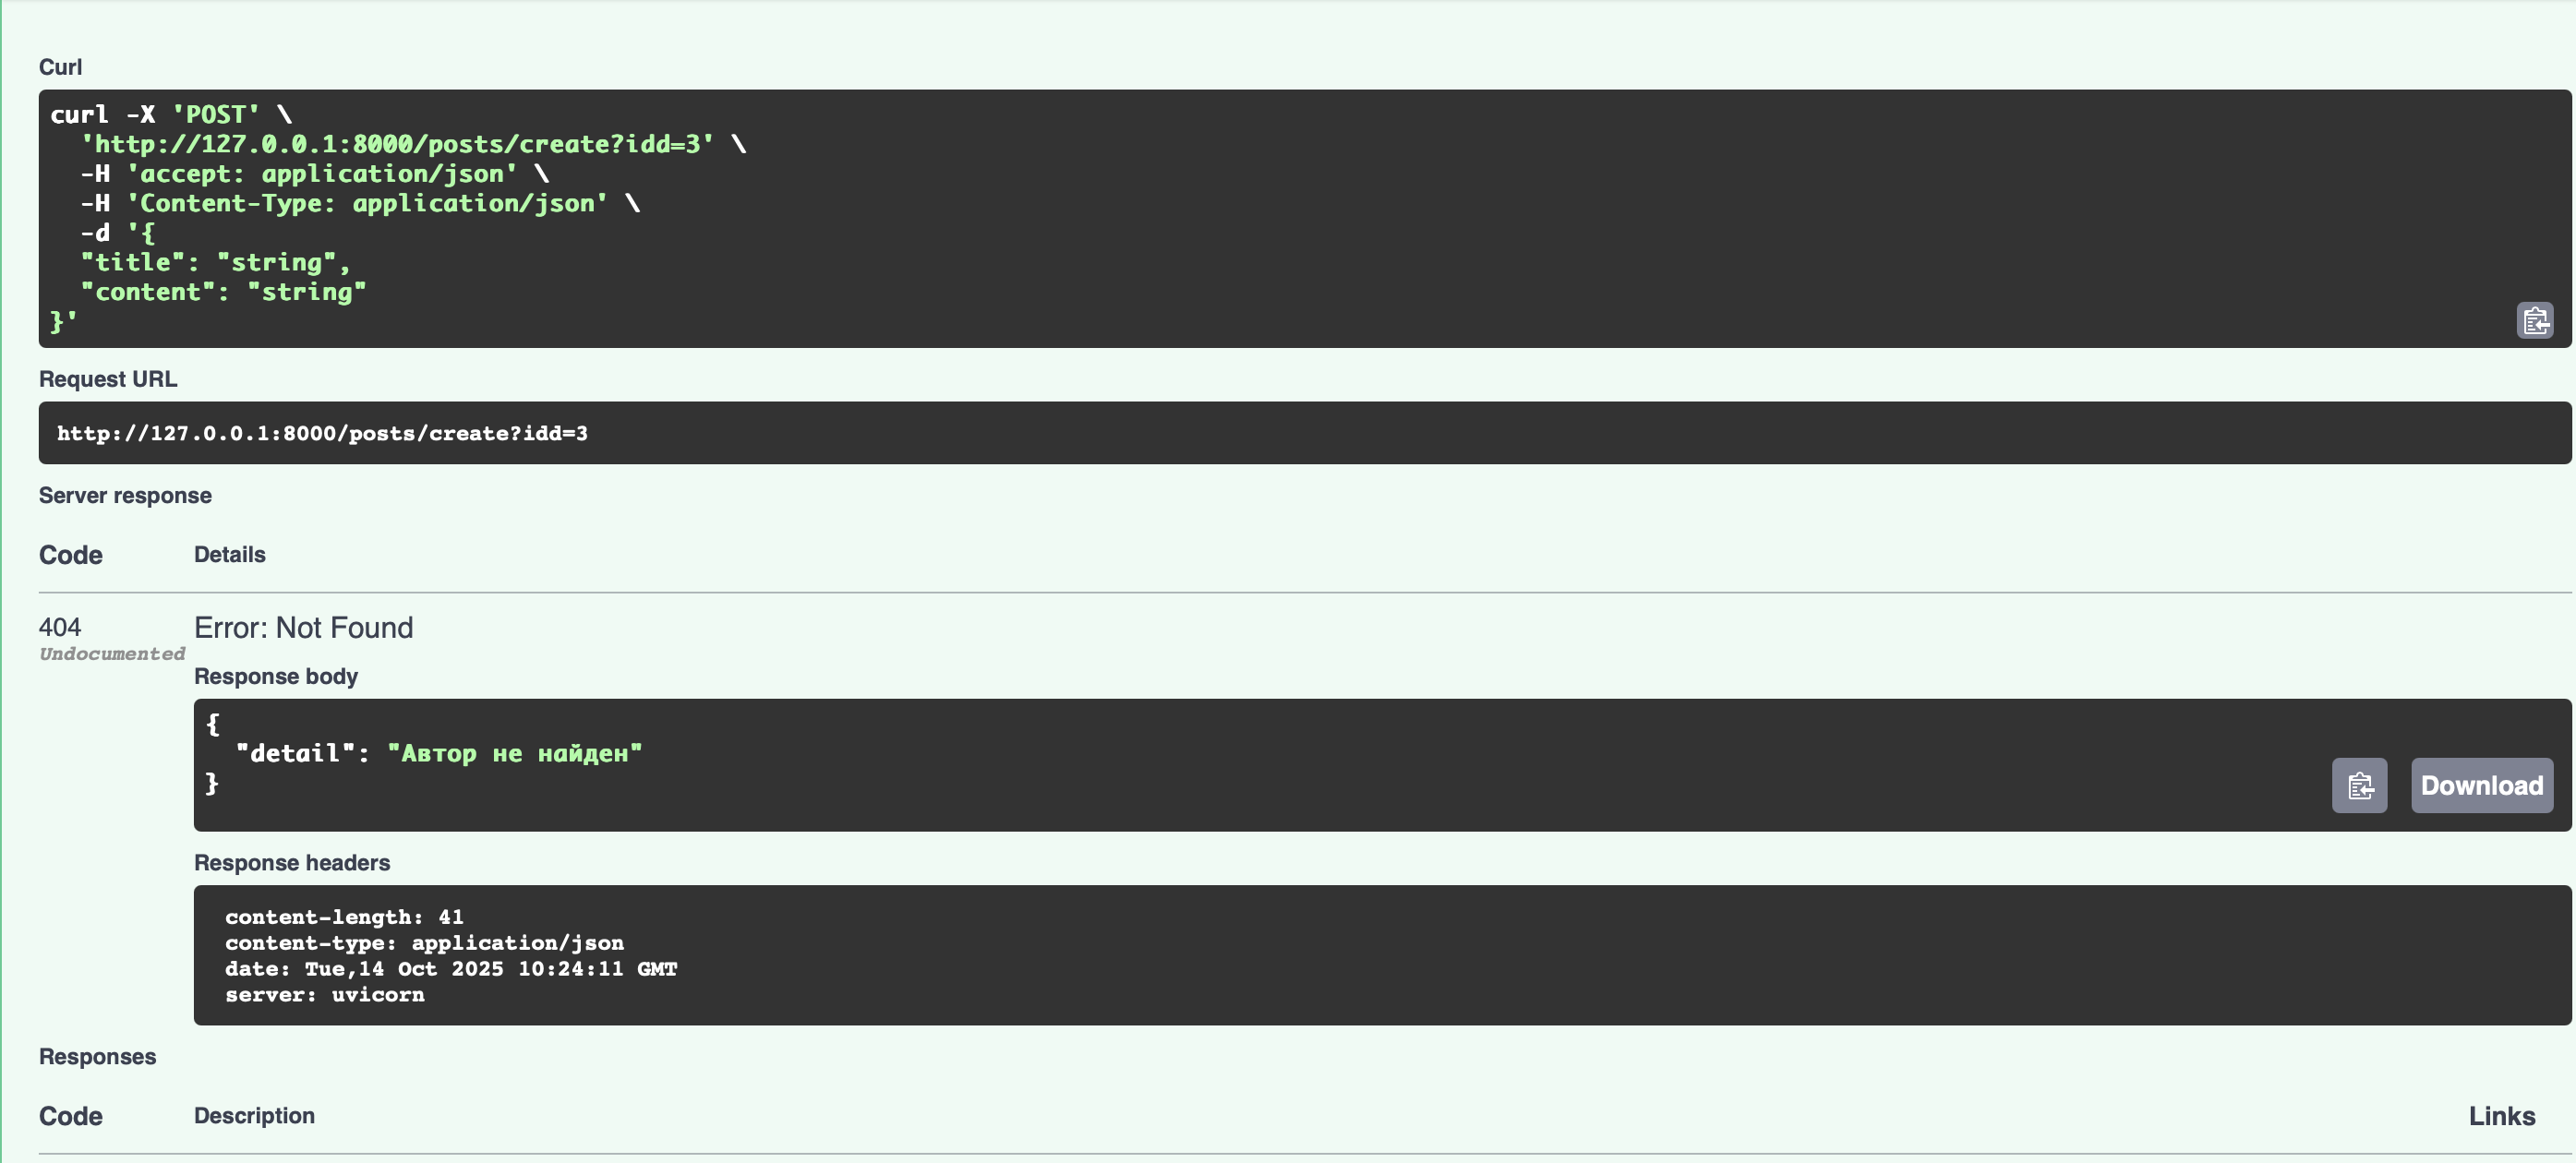 Curl
curl -X 'POST' \
'http://127.0.0.1:8000/posts/create?idd=3' \
-H 'accept: application/json' \
-H 'Content-Type: application/json' \
-d '{
"title": "string",
"content": "string"
}'
Request URL
http://127.0.0.1:8000/posts/create?idd=3
Server response
Code Details
404 Error: Not Found
Undocumented
Response body
{
"detail": "Автор не найден"
}
Download
Response headers
content-length: 41
content-type: application/json
date: Tue,14 Oct 2025 10:24:11 GMT
server: uvicorn
Responses
Code Description Links